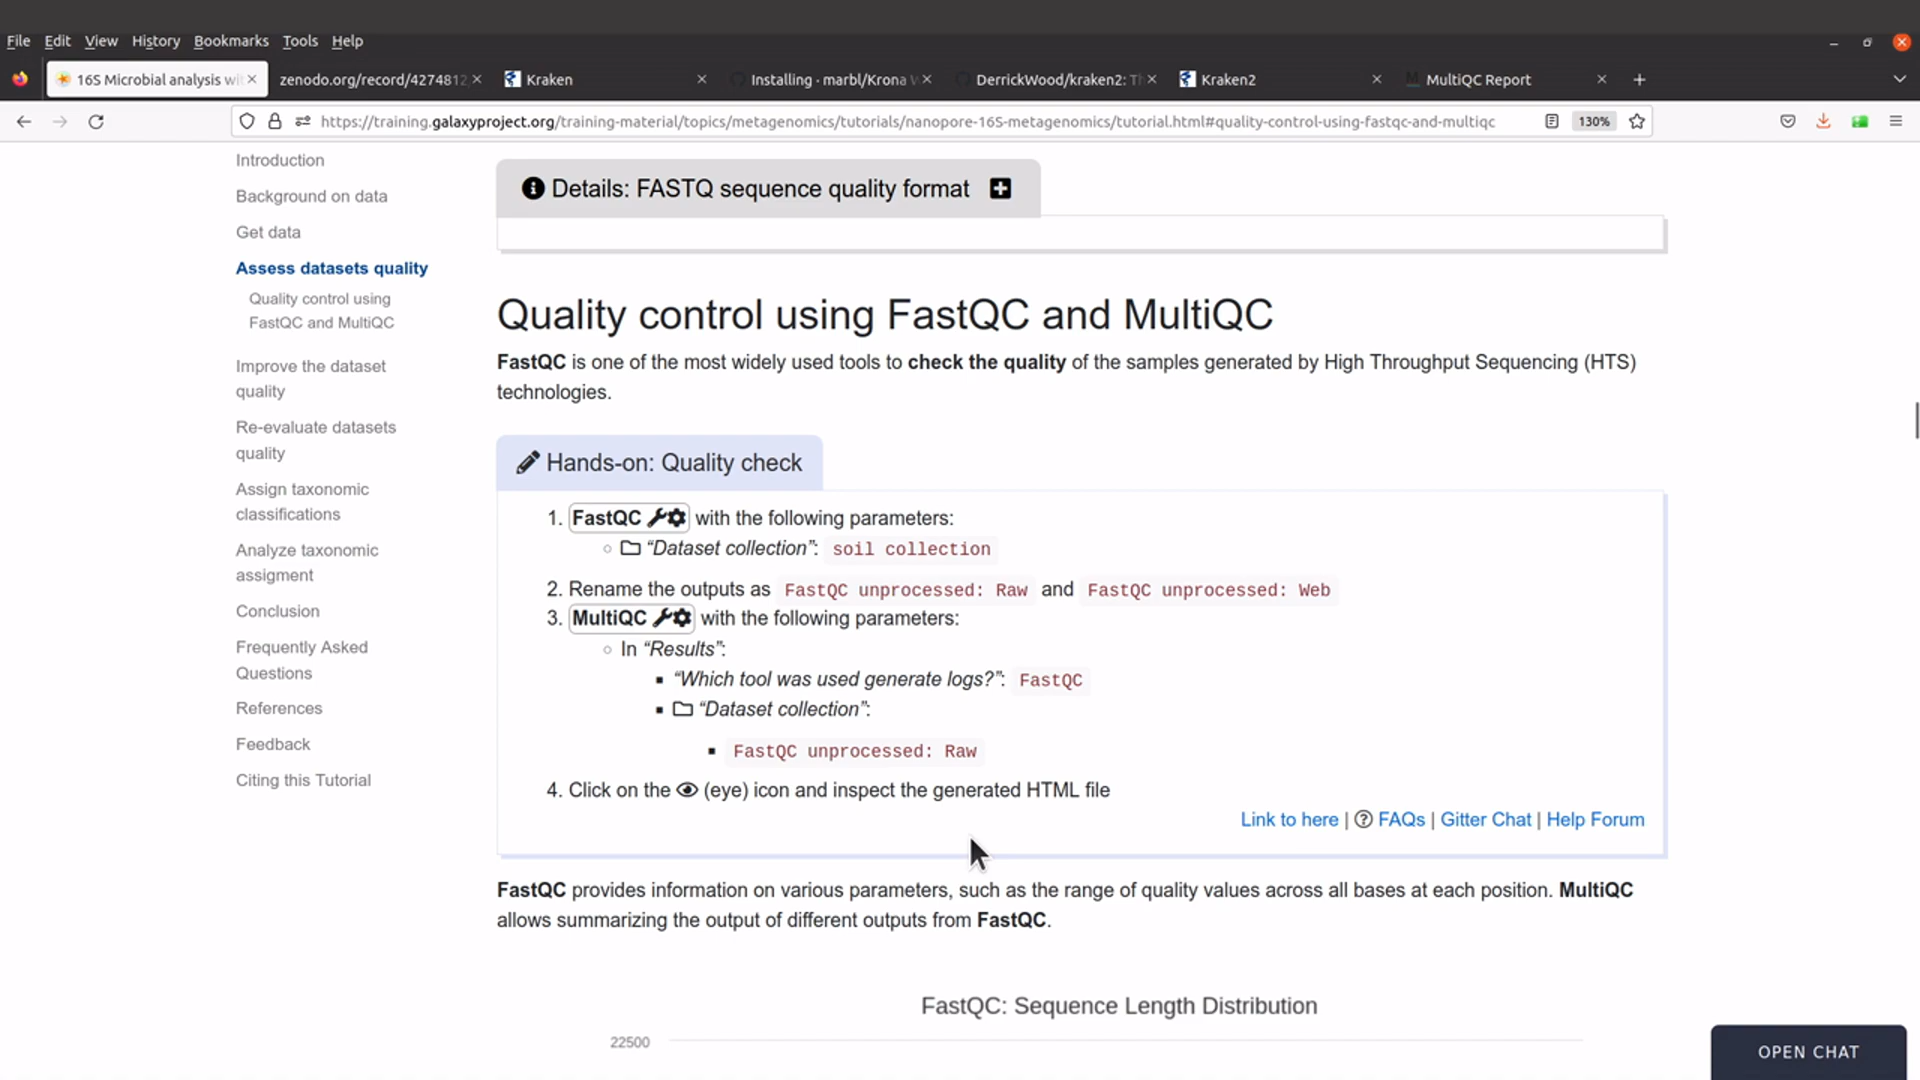 File Edit View History Bookmarks Tools Help
16S Microbial analysis wit
zenodo.org/record/4274812
Kraken
Installing · marbl/Krona W
DerrickWood/kraken2: Th
Kraken2
MultiQC Report
https://training.galaxyproject.org/training-material/topics/metagenomics/tutorials/nanopore-16S-metagenomics/tutorial.html#quality-control-using-fastqc-and-multiqc
130%
Introduction
Background on data
Get data
Assess datasets quality
Quality control using
FastQC and MultiQC
Improve the dataset
quality
Re-evaluate datasets
quality
Assign taxonomic
classifications
Analyze taxonomic
assigment
Conclusion
Frequently Asked
Questions
References
Feedback
Citing this Tutorial
Details: FASTQ sequence quality format
Quality control using FastQC and MultiQC
FastQC is one of the most widely used tools to check the quality of the samples generated by High Throughput Sequencing (HTS)
technologies.
Hands-on: Quality check
1. FastQC with the following parameters:
“Dataset collection”: soil collection
2. Rename the outputs as FastQC unprocessed: Raw and FastQC unprocessed: Web
3. MultiQC with the following parameters:
In “Results”:
“Which tool was used generate logs?”: FastQC
“Dataset collection”:
FastQC unprocessed: Raw
4. Click on the (eye) icon and inspect the generated HTML file
Link to here | FAQs | Gitter Chat | Help Forum
FastQC provides information on various parameters, such as the range of quality values across all bases at each position. MultiQC
allows summarizing the output of different outputs from FastQC.
FastQC: Sequence Length Distribution
22500
OPEN CHAT